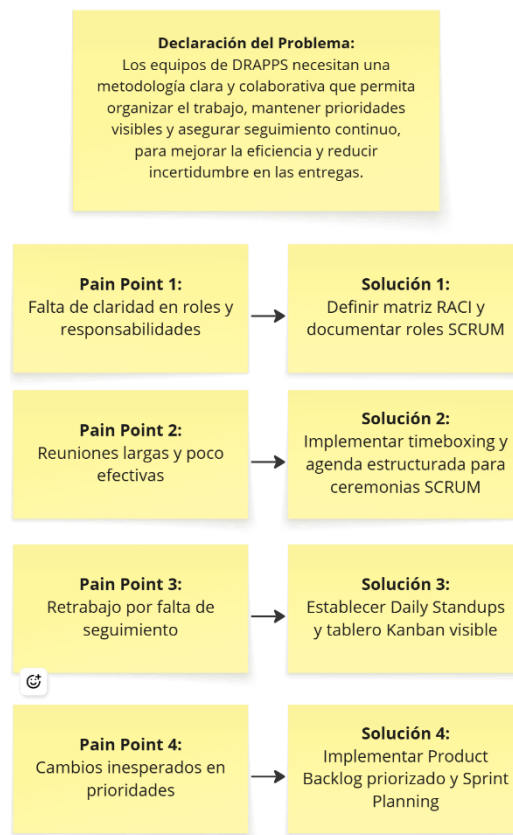 Declaración del Problema:
Los equipos de DRAPPS necesitan una
metodología clara y colaborativa que permita
organizar el trabajo, mantener prioridades
visibles y asegurar seguimiento continuo,
para mejorar la eficiencia y reducir
incertidumbre en las entregas.
Pain Point 1:
Falta de claridad en roles y
responsabilidades
Solución 1:
Definir matriz RACI y
documentar roles SCRUM
Pain Point 2:
Reuniones largas y poco
efectivas
Solución 2:
Implementar timeboxing y
agenda estructurada para
ceremonias SCRUM
Pain Point 3:
Retrabajo por falta de
seguimiento
Solución 3:
Establecer Daily Standups
y tablero Kanban visible
Pain Point 4:
Cambios inesperados en
prioridades
Solución 4:
Implementar Product
Backlog priorizado y Sprint
Planning